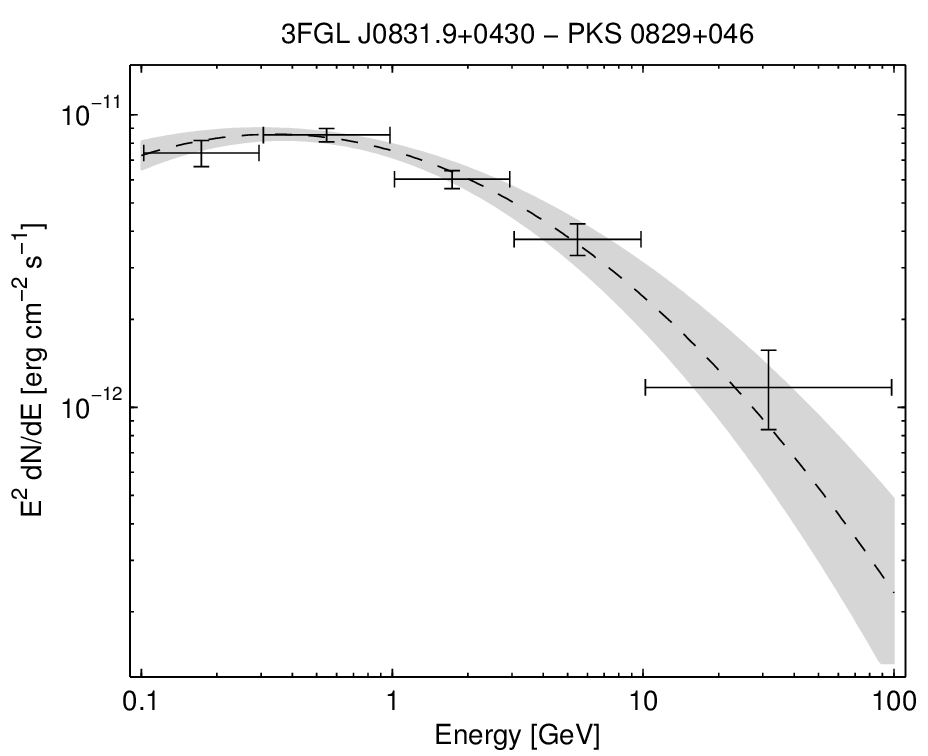 3FGL J0831.9+0430 − PKS 0829+046
E² dN/dE [erg cm⁻² s⁻¹]
10⁻¹¹
10⁻¹²
0.1 1 10 100
Energy [GeV]